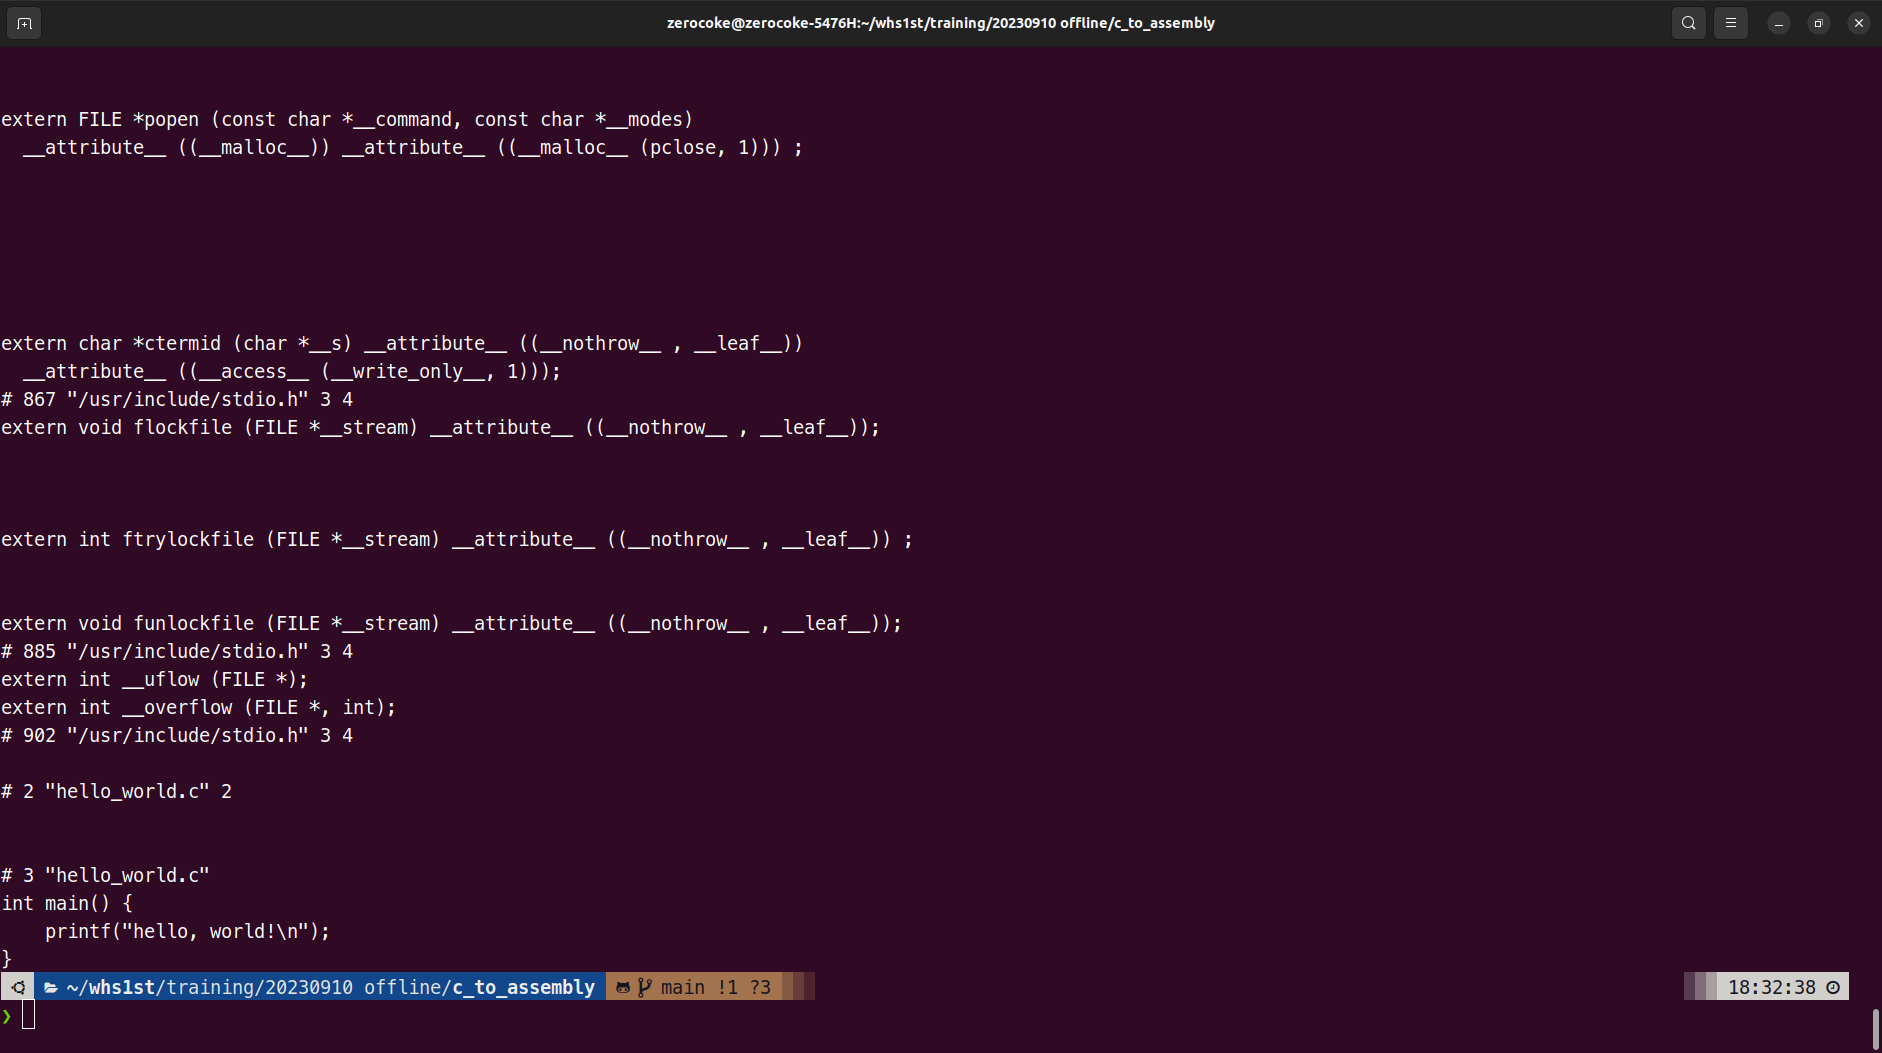 zerocoke@zerocoke-5476H:~/whs1st/training/20230910 offline/c_to_assembly
extern FILE *popen (const char *__command, const char *__modes)
  __attribute__ ((__malloc__)) __attribute__ ((__malloc__ (pclose, 1))) ;
extern char *ctermid (char *__s) __attribute__ ((__nothrow__ , __leaf__))
  __attribute__ ((__access__ (__write_only__, 1)));
# 867 "/usr/include/stdio.h" 3 4
extern void flockfile (FILE *__stream) __attribute__ ((__nothrow__ , __leaf__));
extern int ftrylockfile (FILE *__stream) __attribute__ ((__nothrow__ , __leaf__)) ;
extern void funlockfile (FILE *__stream) __attribute__ ((__nothrow__ , __leaf__));
# 885 "/usr/include/stdio.h" 3 4
extern int __uflow (FILE *);
extern int __overflow (FILE *, int);
# 902 "/usr/include/stdio.h" 3 4
# 2 "hello_world.c" 2
# 3 "hello_world.c"
int main() {
    printf("hello, world!\n");
}
~/whs1st/training/20230910 offline/c_to_assembly main !1 ?3 18:32:38
❯